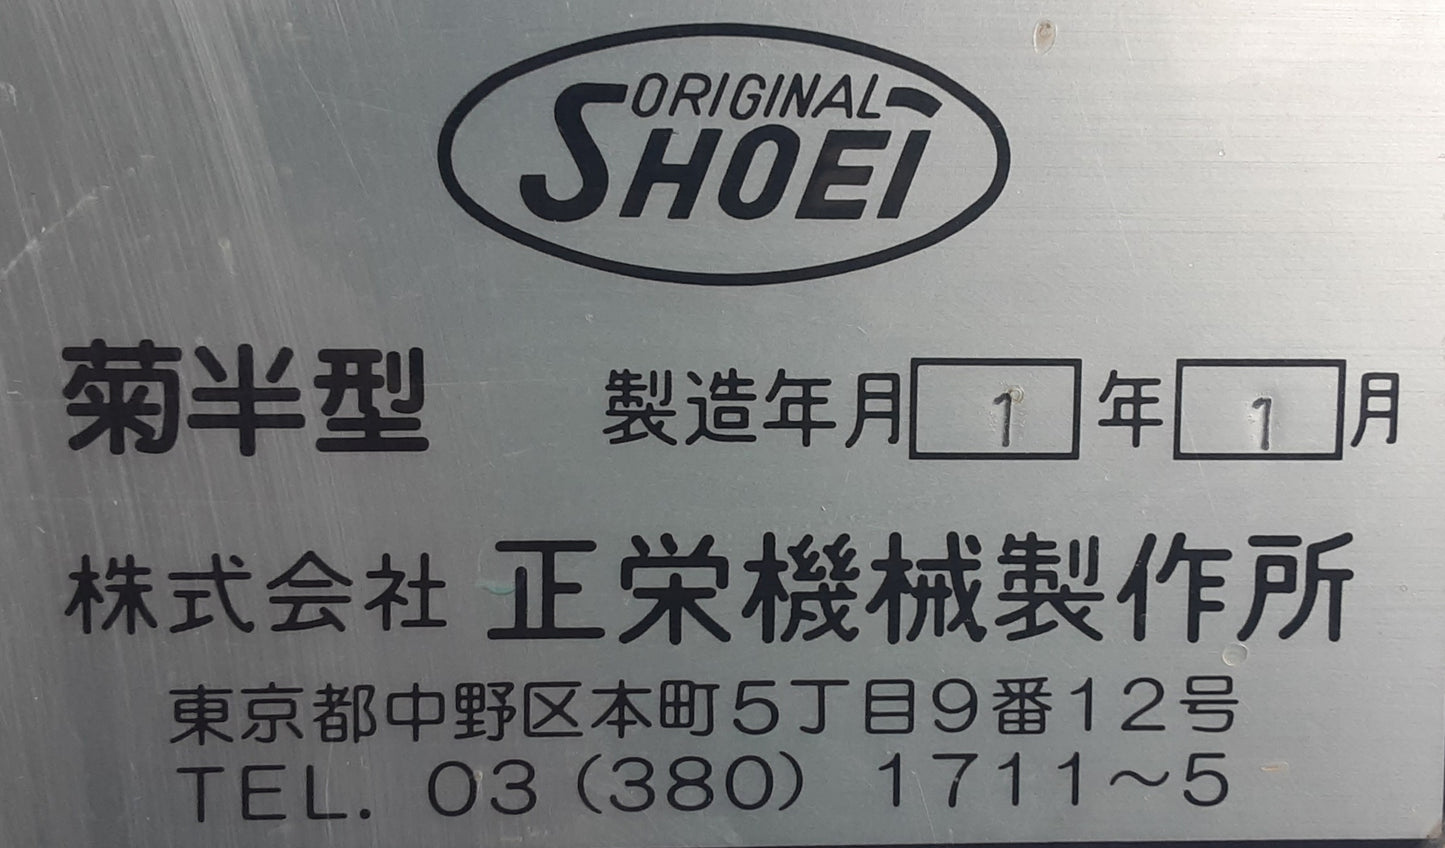 ORIGINAL
SHOEI
菊半型 製造年月 1 年 1 月
株式会社 正栄機械製作所
東京都中野区本町5丁目9番12号
TEL. 03 (380) 1711～5